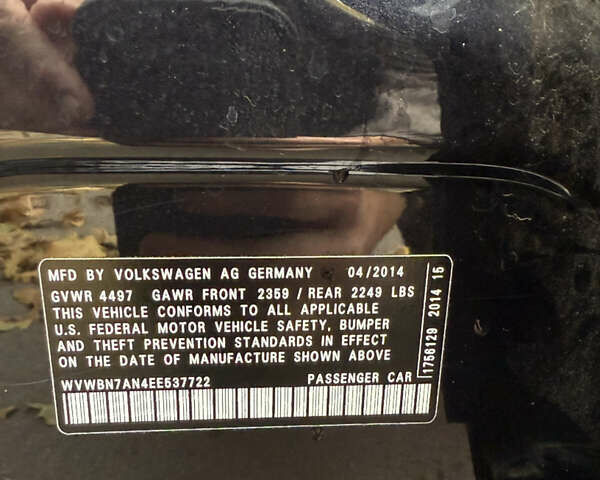 MFD BY VOLKSWAGEN AG GERMANY 04/2014
GVWR 4497 GAWR FRONT 2359 / REAR 2249 LBS
THIS VEHICLE CONFORMS TO ALL APPLICABLE
U.S. FEDERAL MOTOR VEHICLE SAFETY, BUMPER
AND THEFT PREVENTION STANDARDS IN EFFECT
ON THE DATE OF MANUFACTURE SHOWN ABOVE
WVWBN7AN4EE537722 PASSENGER CAR
1756129 2014 15